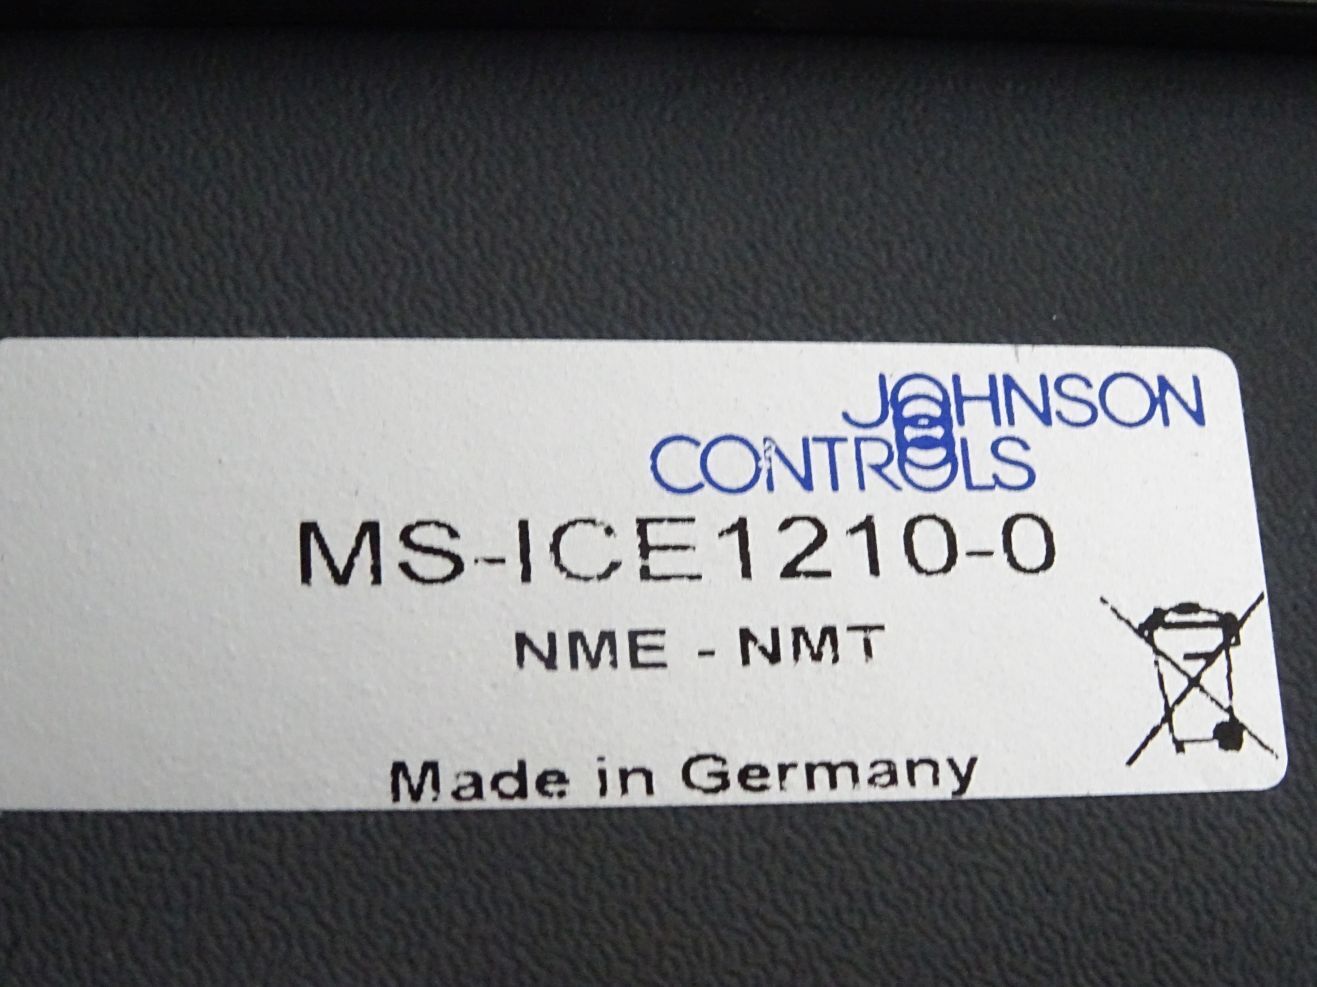 JOHNSON
CONTROLS
MS-ICE1210-0
NME - NMT
Made in Germany